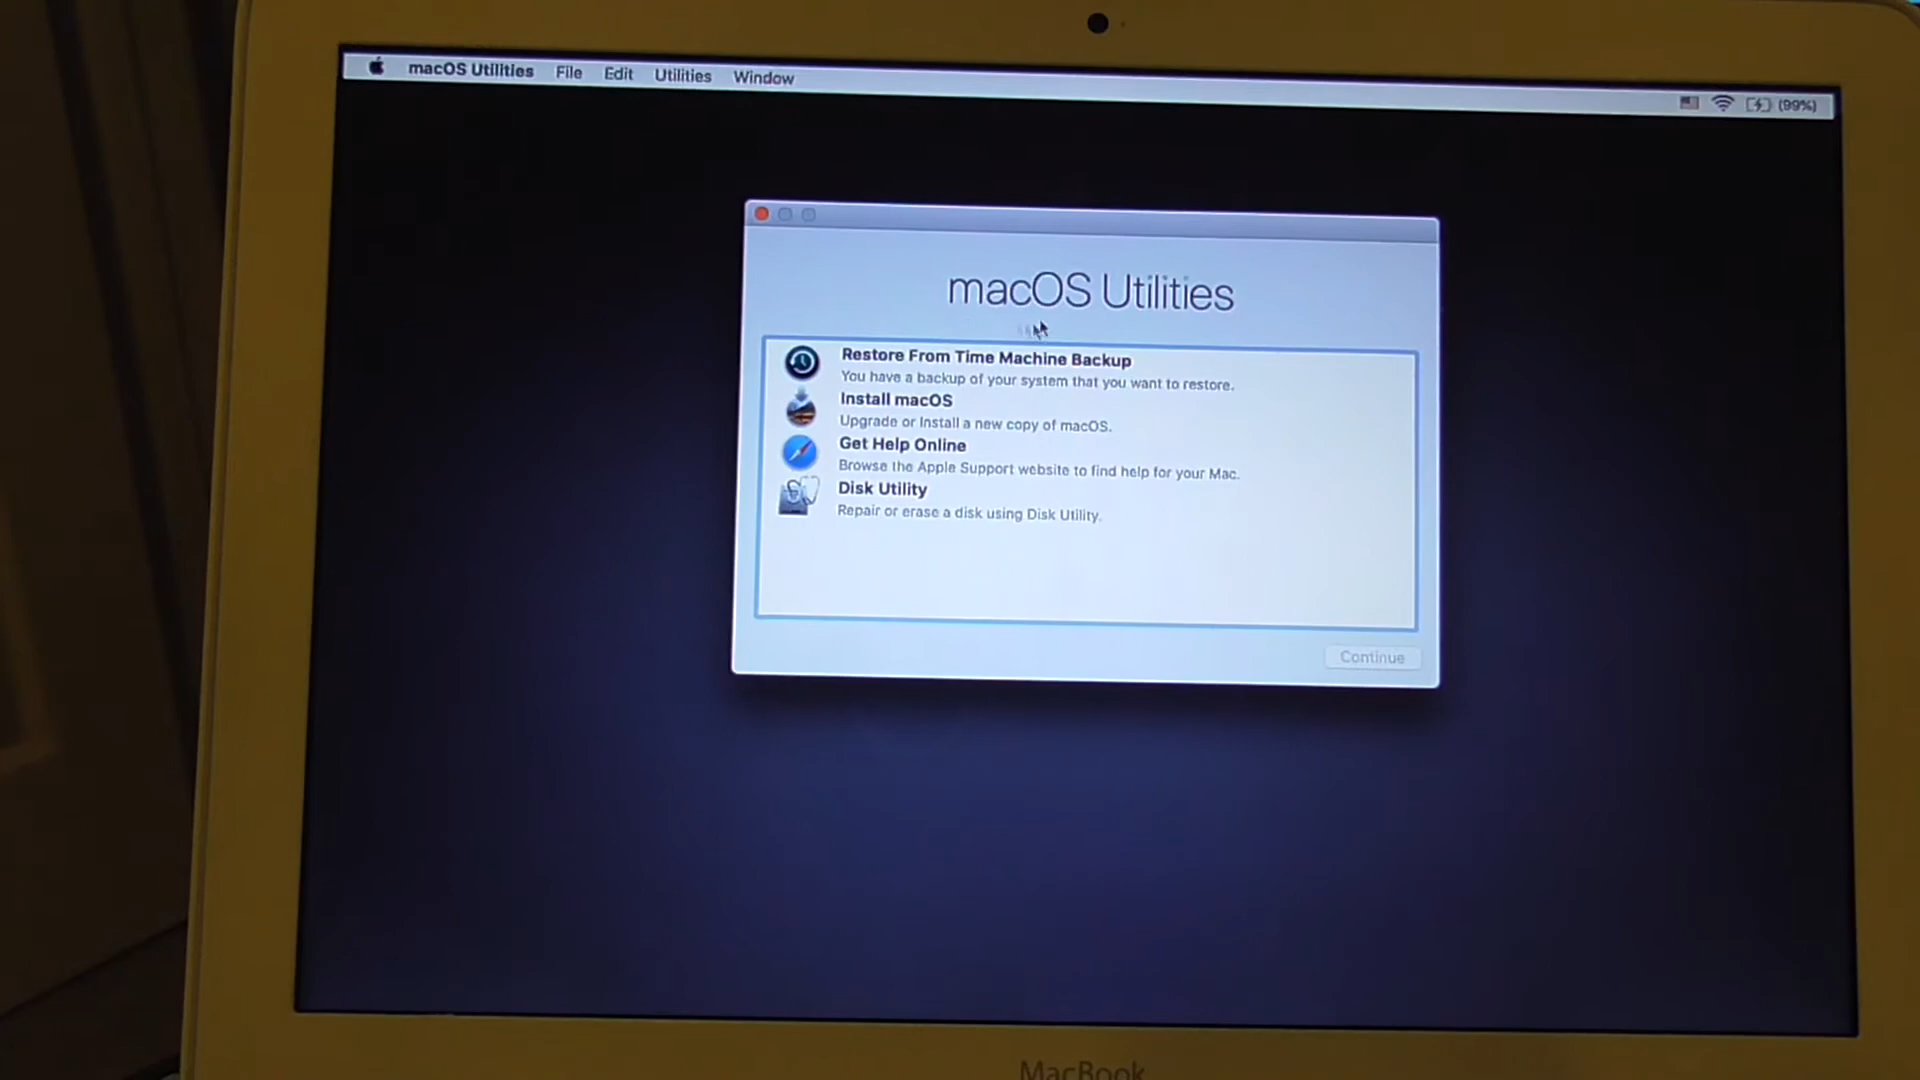 macOS Utilities File Edit Utilities Window (99%)
macOS Utilities
Restore From Time Machine Backup
You have a backup of your system that you want to restore.
Install macOS
Upgrade or Install a new copy of macOS.
Get Help Online
Browse the Apple Support website to find help for your Mac.
Disk Utility
Repair or erase a disk using Disk Utility.
Continue
MacBook